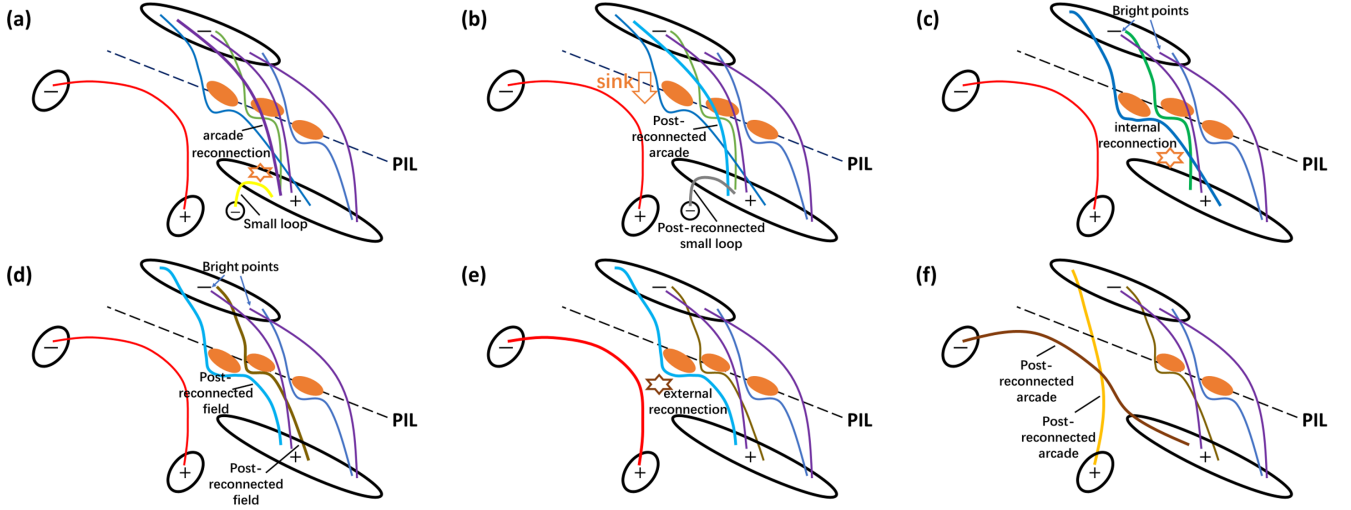 (a)
−
−
arcade
reconnection
PIL
+
−
+
Small loop
(b)
−
−
sink
Post-
reconnected
arcade
PIL
+
−
+
Post-reconnected
small loop
(c)
Bright points
−
−
internal
reconnection
PIL
+
+
(d)
Bright points
−
−
Post-
reconnected
field
PIL
+
+
Post-
reconnected
field
(e)
−
−
external
reconnection
PIL
+
+
(f)
−
−
Post-
reconnected
arcade
PIL
Post-
reconnected
arcade
+
+